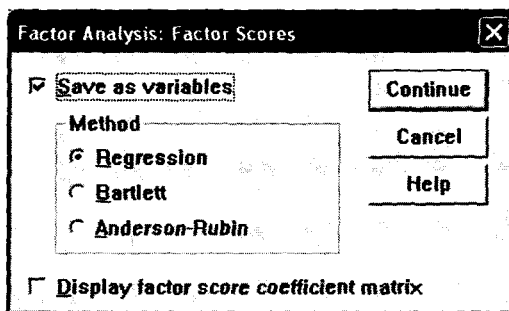 Factor Analysis: Factor Scores
Save as variables
Continue
Method
Cancel
Regression
Help
Bartlett
Anderson-Rubin
Display factor score coefficient matrix